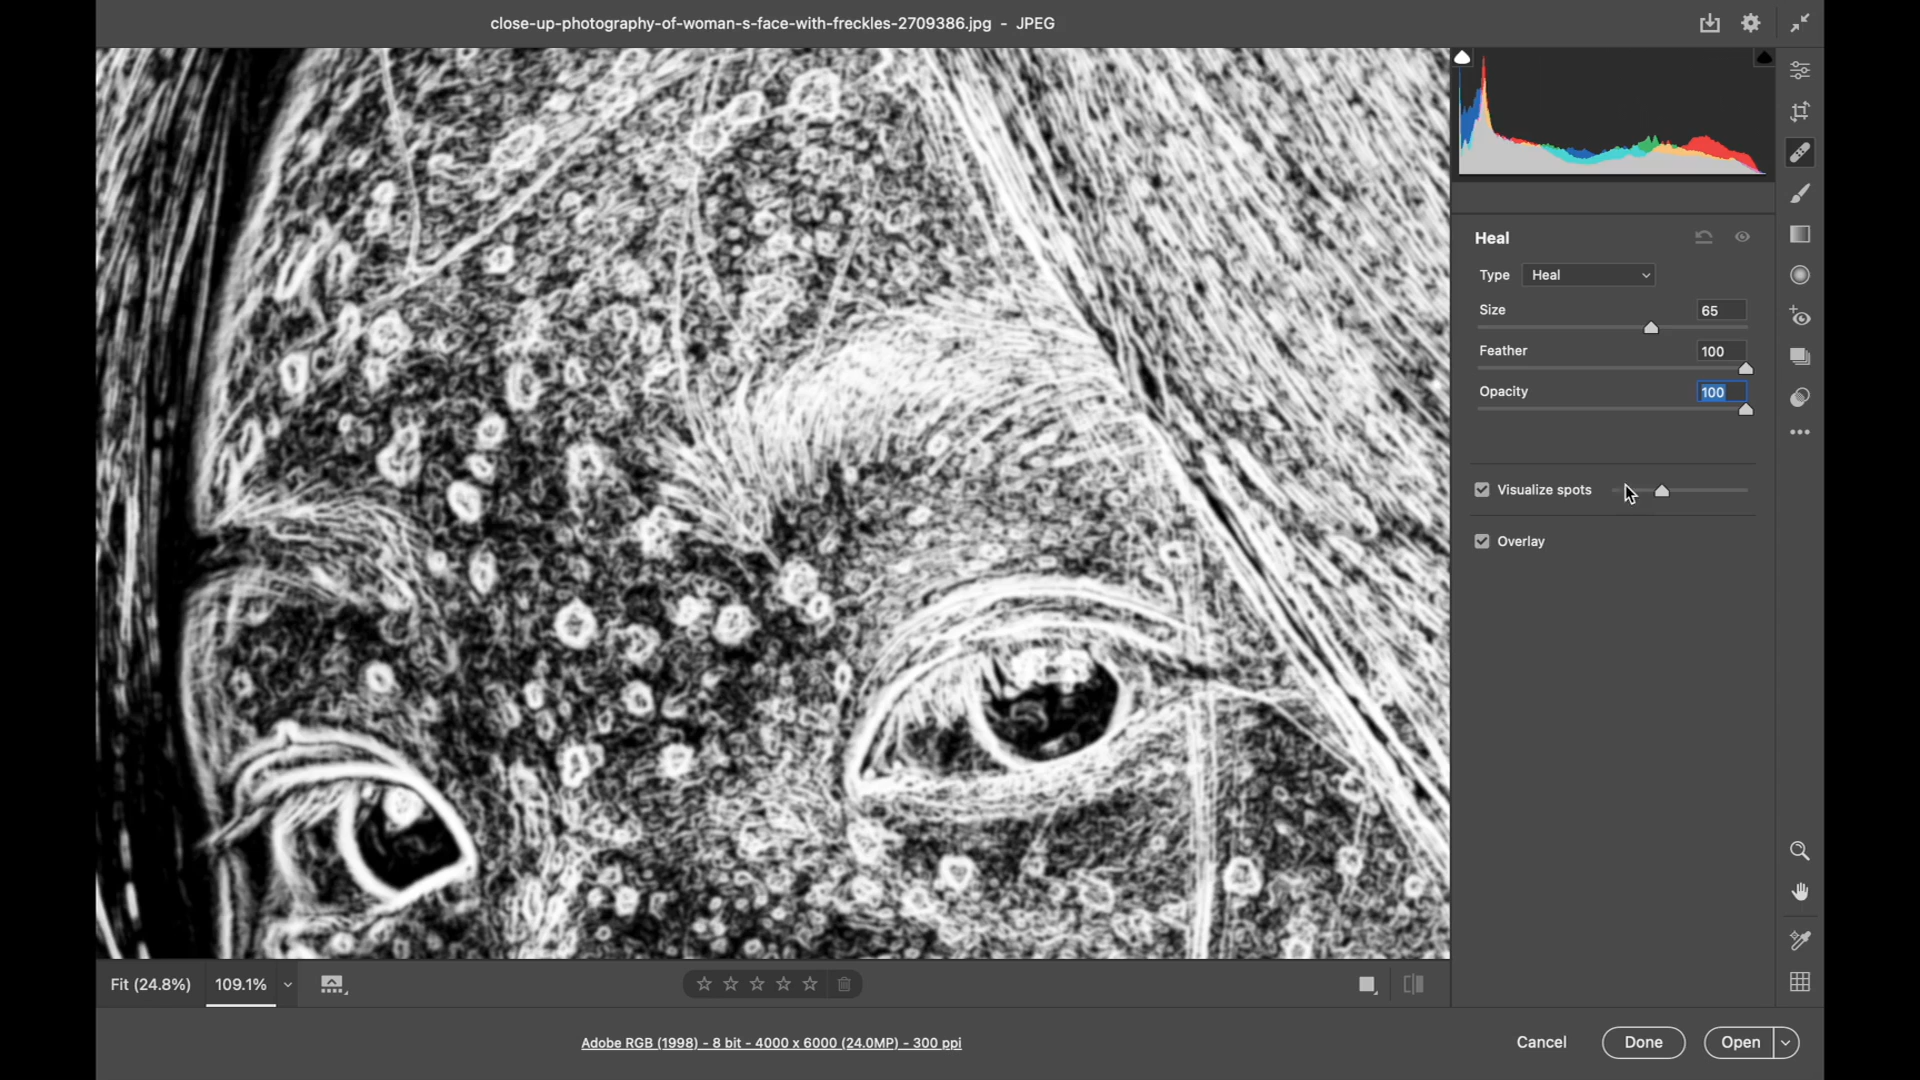 close-up-photography-of-woman-s-face-with-freckles-2709386.jpg - JPEG
Heal
Type Heal
Size 65
Feather 100
Opacity 100
Visualize spots
Overlay
Fit (24.8%) 109.1%
Adobe RGB (1998) - 8 bit - 4000 x 6000 (24.0MP) - 300 ppi
Cancel Done Open